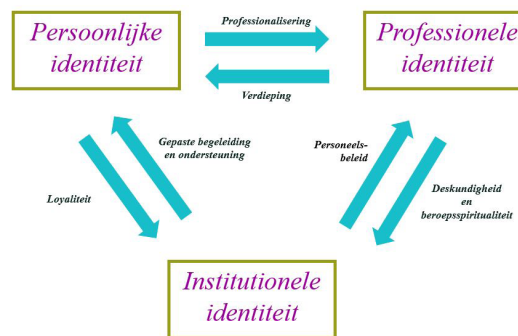 Persoonlijke
identiteit
Professionalisering
Verdieping
Professionele
identiteit
Loyaliteit
Gepaste begeleiding
en ondersteuning
Personeels-
beleid
Deskundigheid
en
beroepsspiritualiteit
Institutionele
identiteit